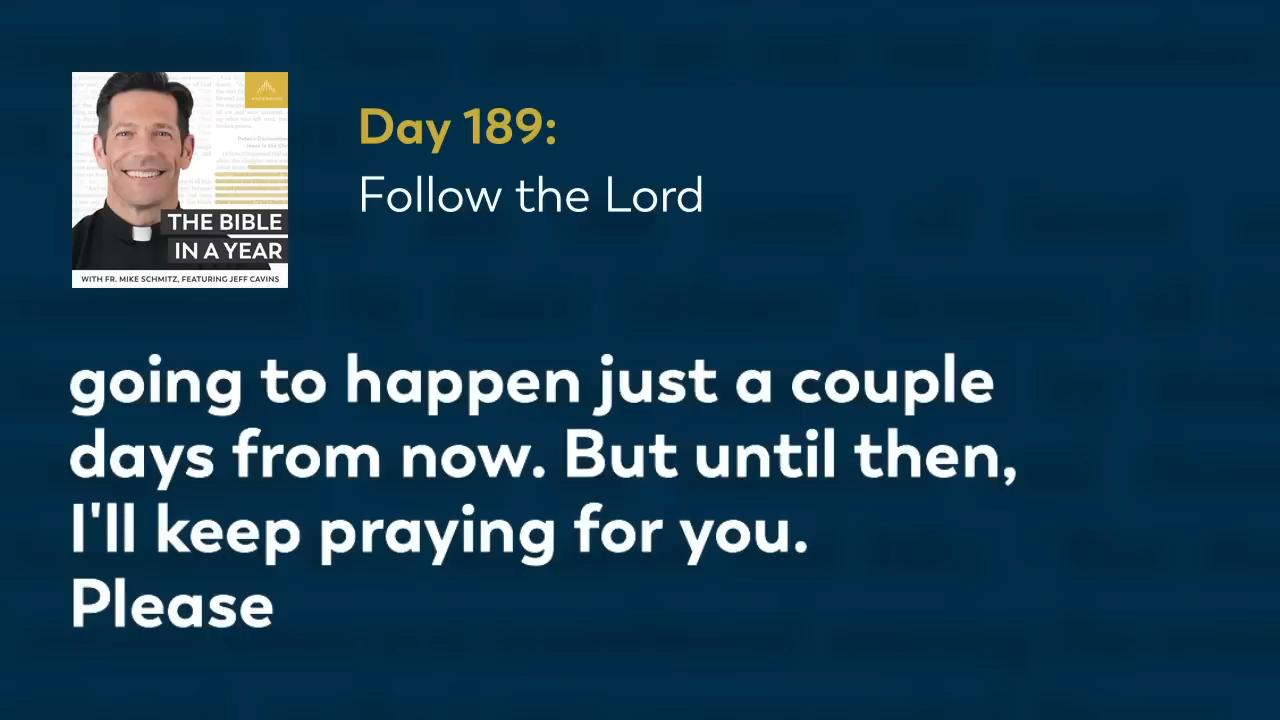 Day 189:
Follow the Lord
THE BIBLE
IN A YEAR
WITH FR. MIKE SCHMITZ, FEATURING JEFF CAVINS
going to happen just a couple
days from now. But until then,
I'll keep praying for you.
Please